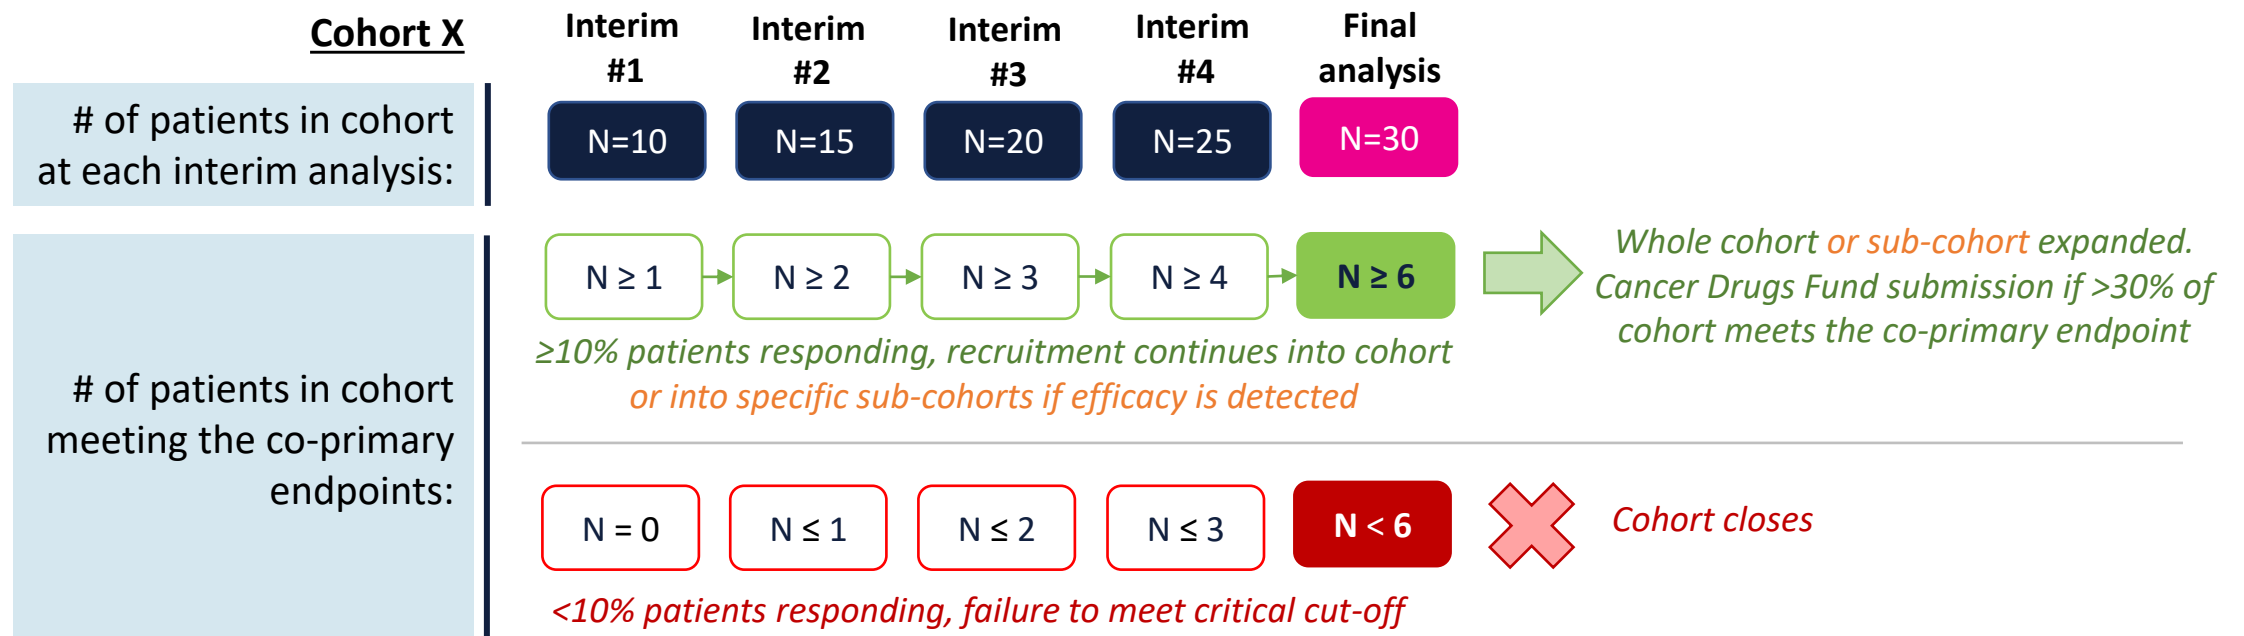 Cohort X
Interim
#1
Interim
#2
Interim
#3
Interim
#4
Final
analysis
# of patients in cohort
at each interim analysis:
N=10
N=15
N=20
N=25
N=30
# of patients in cohort
meeting the co-primary
endpoints:
N ≥ 1
N ≥ 2
N ≥ 3
N ≥ 4
N ≥ 6
Whole cohort or sub-cohort expanded.
Cancer Drugs Fund submission if >30% of
cohort meets the co-primary endpoint
≥10% patients responding, recruitment continues into cohort
or into specific sub-cohorts if efficacy is detected
N = 0
N ≤ 1
N ≤ 2
N ≤ 3
N < 6
Cohort closes
<10% patients responding, failure to meet critical cut-off